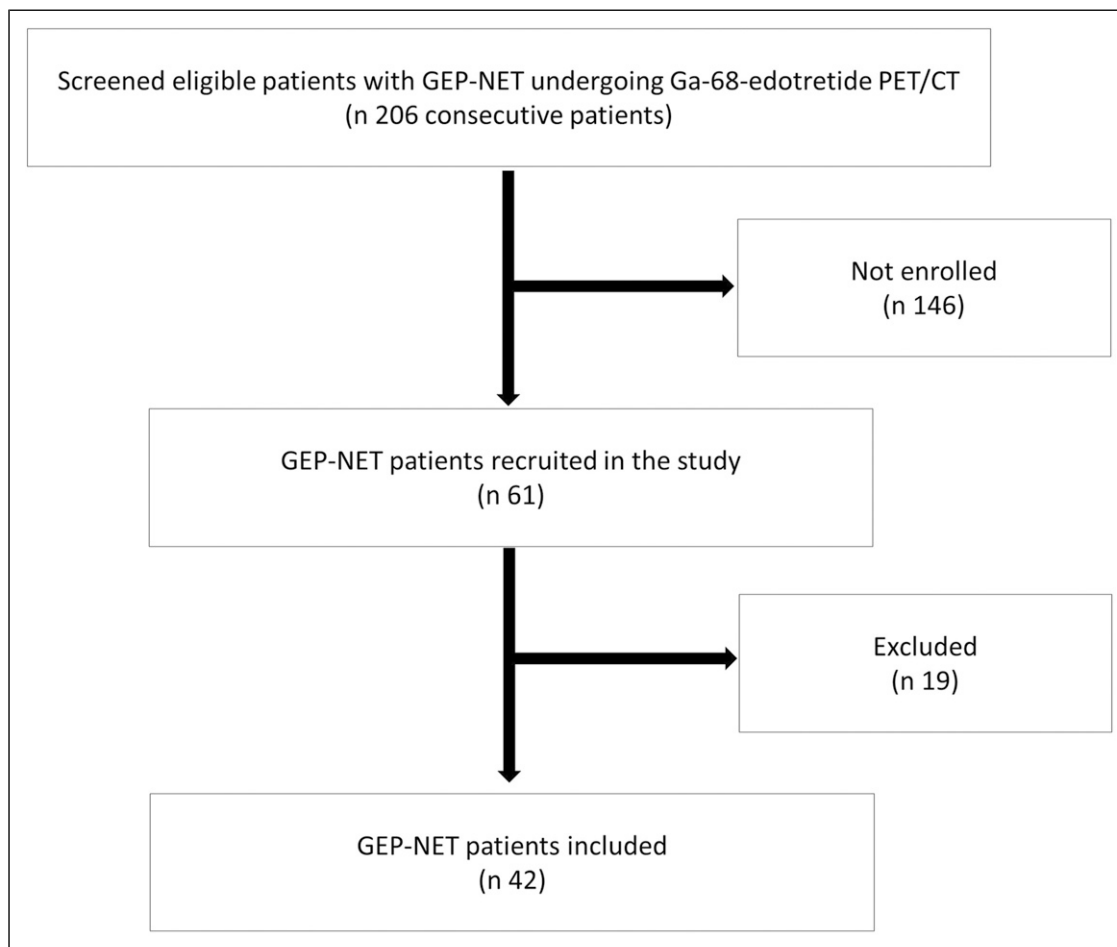 Screened eligible patients with GEP-NET undergoing Ga-68-edotretide PET/CT
(n 206 consecutive patients)
Not enrolled
(n 146)
GEP-NET patients recruited in the study
(n 61)
Excluded
(n 19)
GEP-NET patients included
(n 42)